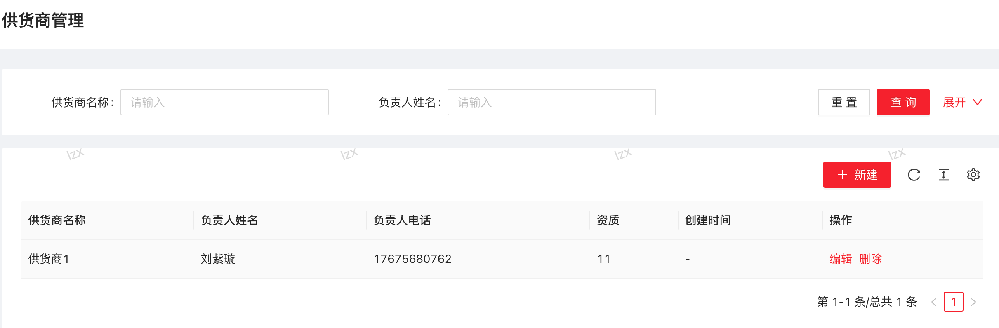 供货商管理
供货商名称: 请输入 负责人姓名: 请输入 重 置 查 询 展开
lzx lzx lzx lzx
新建
供货商名称 负责人姓名 负责人电话 资质 创建时间 操作
供货商1 刘紫璇 17675680762 11 - 编辑 删除
第 1-1 条/总共 1 条 < 1 >